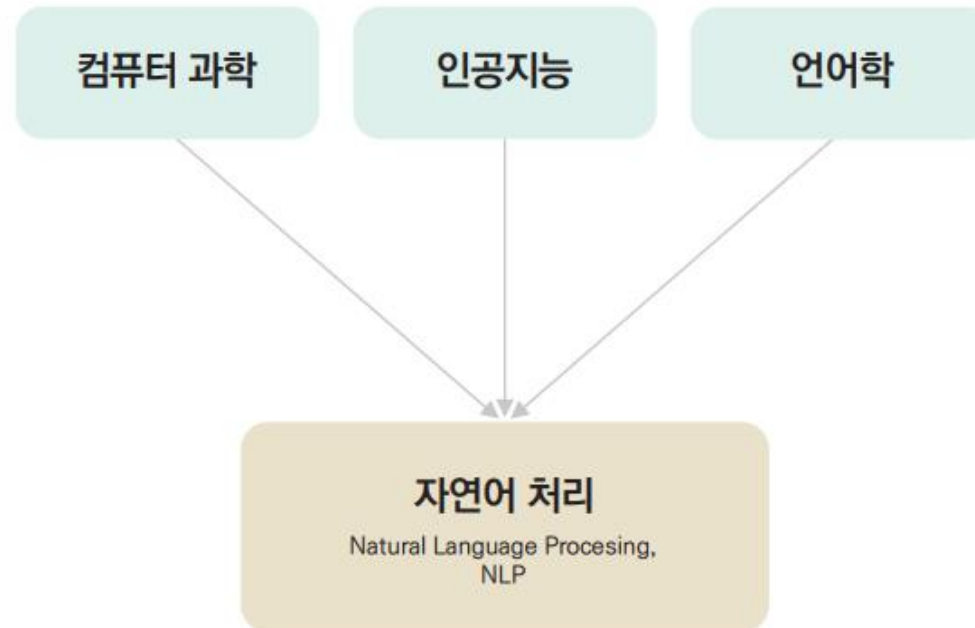 컴퓨터 과학
인공지능
언어학
자연어 처리
Natural Language Procesing,
NLP